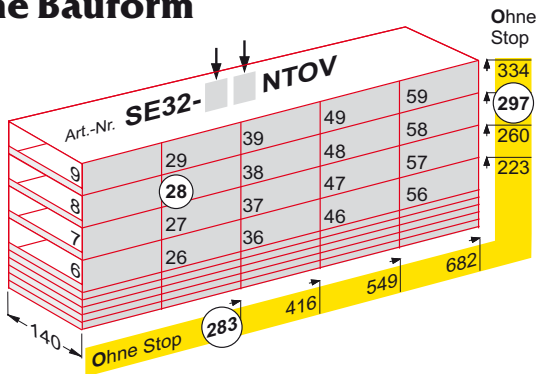 ne Bauform
Ohne
Stop
Art.-Nr. SE32- NTOV
334
297
260
223
9 29 39 49 59
8 28 38 48 58
7 27 37 47 57
6 26 36 46 56
140
Ohne Stop 283 416 549 682